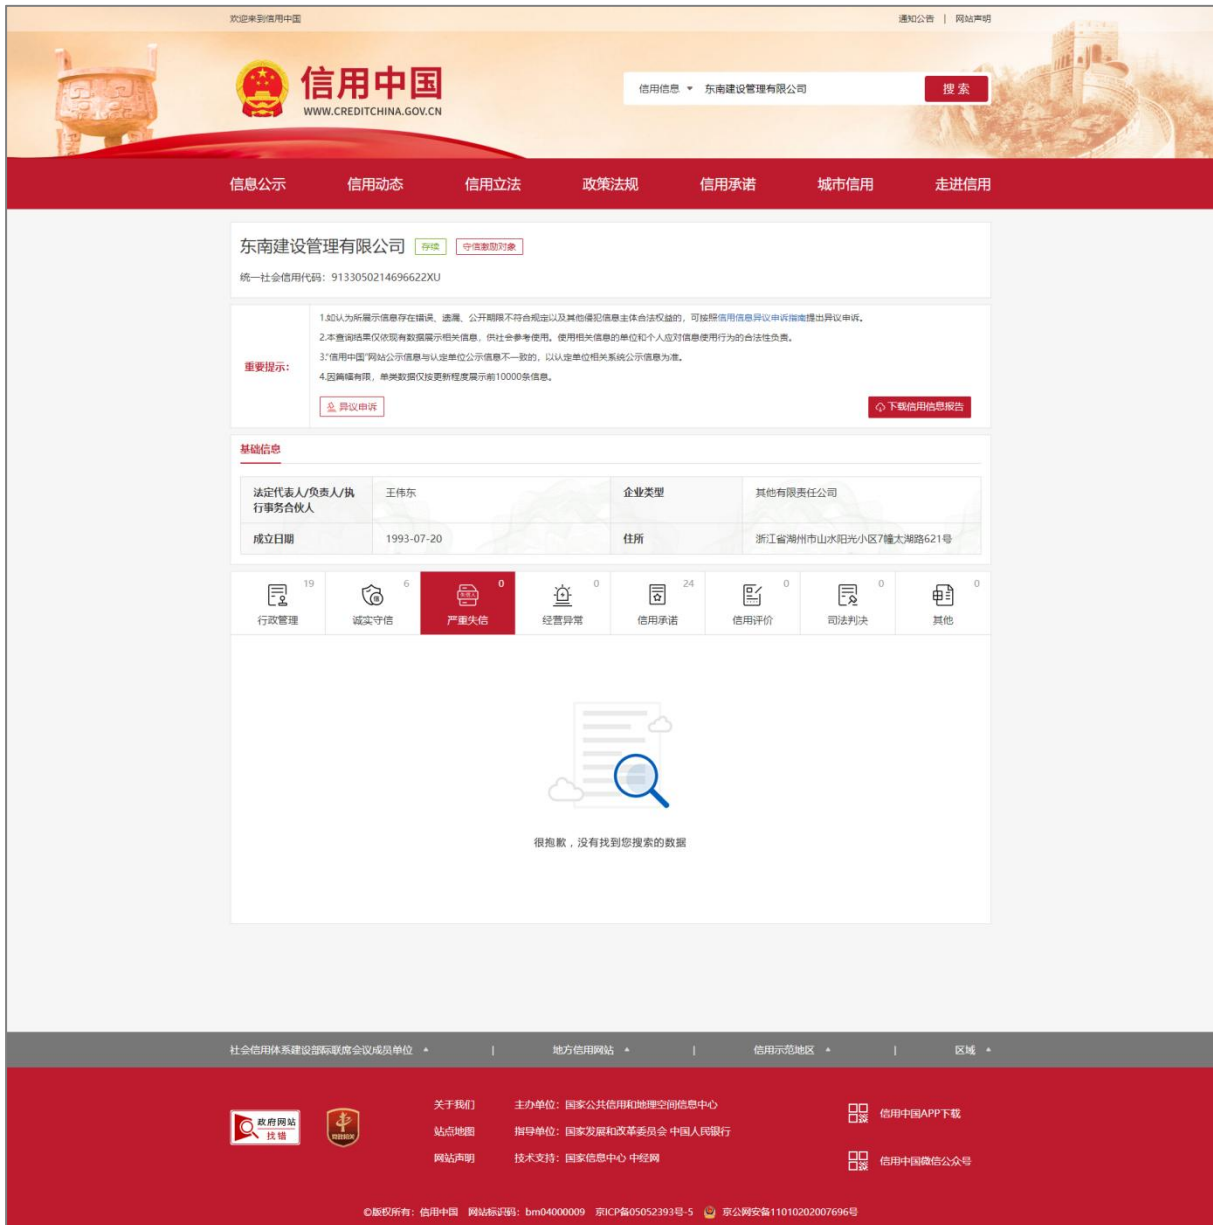 欢迎来到信用中国
通知公告 | 网站声明
信用中国
WWW.CREDITCHINA.GOV.CN
信用信息 东南建设管理有限公司 搜索
信息公示 信用动态 信用立法 政策法规 信用承诺 城市信用 走进信用
东南建设管理有限公司 存续 守信激励对象
统一社会信用代码：9133050214696622XU
1.如认为所展示信息存在错误、遗漏、公开期限不符合规定以及其他侵犯信息主体合法权益的，可按照信用信息异议申诉指南提出异议申诉。
2.本查询结果仅依现有数据展示相关信息，供社会参考使用。使用相关信息的单位和个人应对信息使用行为的合法性负责。
重要提示：
3.“信用中国”网站公示信息与认定单位公示信息不一致的，以认定单位相关系统公示信息为准。
4.因篇幅有限，单类数据仅按更新程度展示前10000条信息。
异议申诉 下载信用信息报告
基础信息
法定代表人/负责人/执行事务合伙人 王伟东 企业类型 其他有限责任公司
成立日期 1993-07-20 住所 浙江省湖州市山水阳光小区7幢太湖路621号
19 6 0 0 24 0 0 0
行政管理 诚实守信 严重失信 经营异常 信用承诺 信用评价 司法判决 其他
很抱歉，没有找到您搜索的数据
社会信用体系建设部际联席会议成员单位 | 地方信用网站 | 信用示范地区 | 区域
政府网站
找错
党政机关
关于我们 主办单位：国家公共信用和地理空间信息中心
站点地图 指导单位：国家发展和改革委员会 中国人民银行
网站声明 技术支持：国家信息中心 中经网
信用中国APP下载
信用中国微信公众号
©版权所有：信用中国 网站标识码：bm04000009 京ICP备05052393号-5 京公网安备11010202007696号